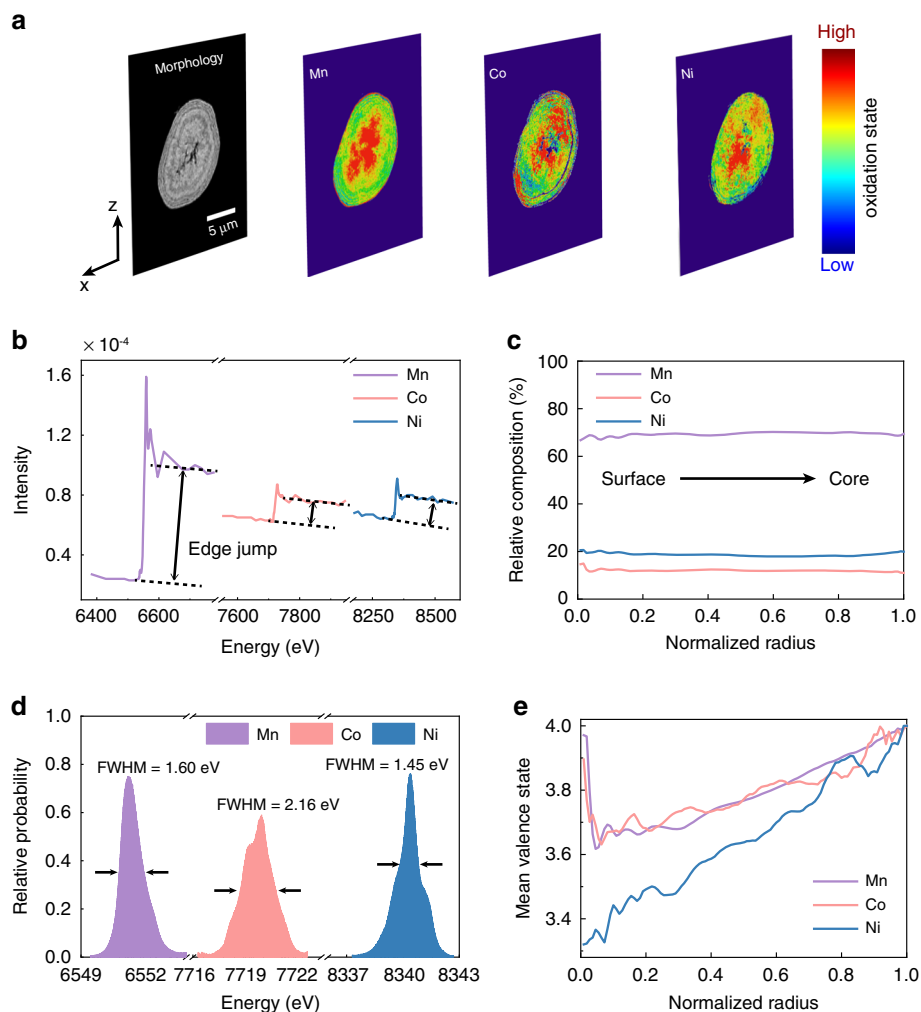 a
Morphology
Mn
Co
Ni
High
oxidation state
Low
z
x
5 μm
b
× 10⁻⁴
1.6
1.2
0.8
0.4
Intensity
Mn
Co
Ni
Edge jump
6400 6600 7600 7800 8250 8500
Energy (eV)
c
100
80
60
40
20
0
Relative composition (%)
Mn
Co
Ni
Surface
Core
0.0 0.2 0.4 0.6 0.8 1.0
Normalized radius
d
1.0
0.8
0.6
0.4
0.2
0.0
Relative probability
Mn Co Ni
FWHM = 1.60 eV
FWHM = 2.16 eV
FWHM = 1.45 eV
6549 6552 7716 7719 7722 8337 8340 8343
Energy (eV)
e
4.0
3.8
3.6
3.4
Mean valence state
Mn
Co
Ni
0.0 0.2 0.4 0.6 0.8 1.0
Normalized radius